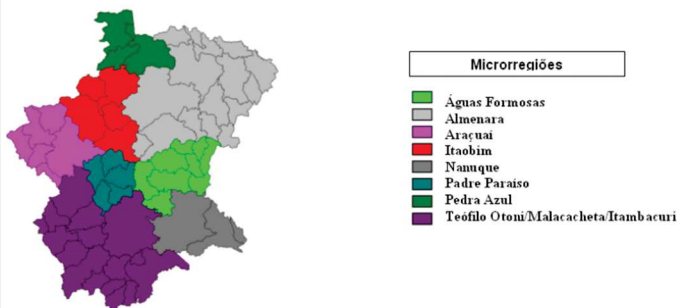 Microrregiões
Águas Formosas
Almenara
Araçuaí
Itaobim
Nanuque
Padre Paraíso
Pedra Azul
Teófilo Otoni/Malacacheta/Itambacuri